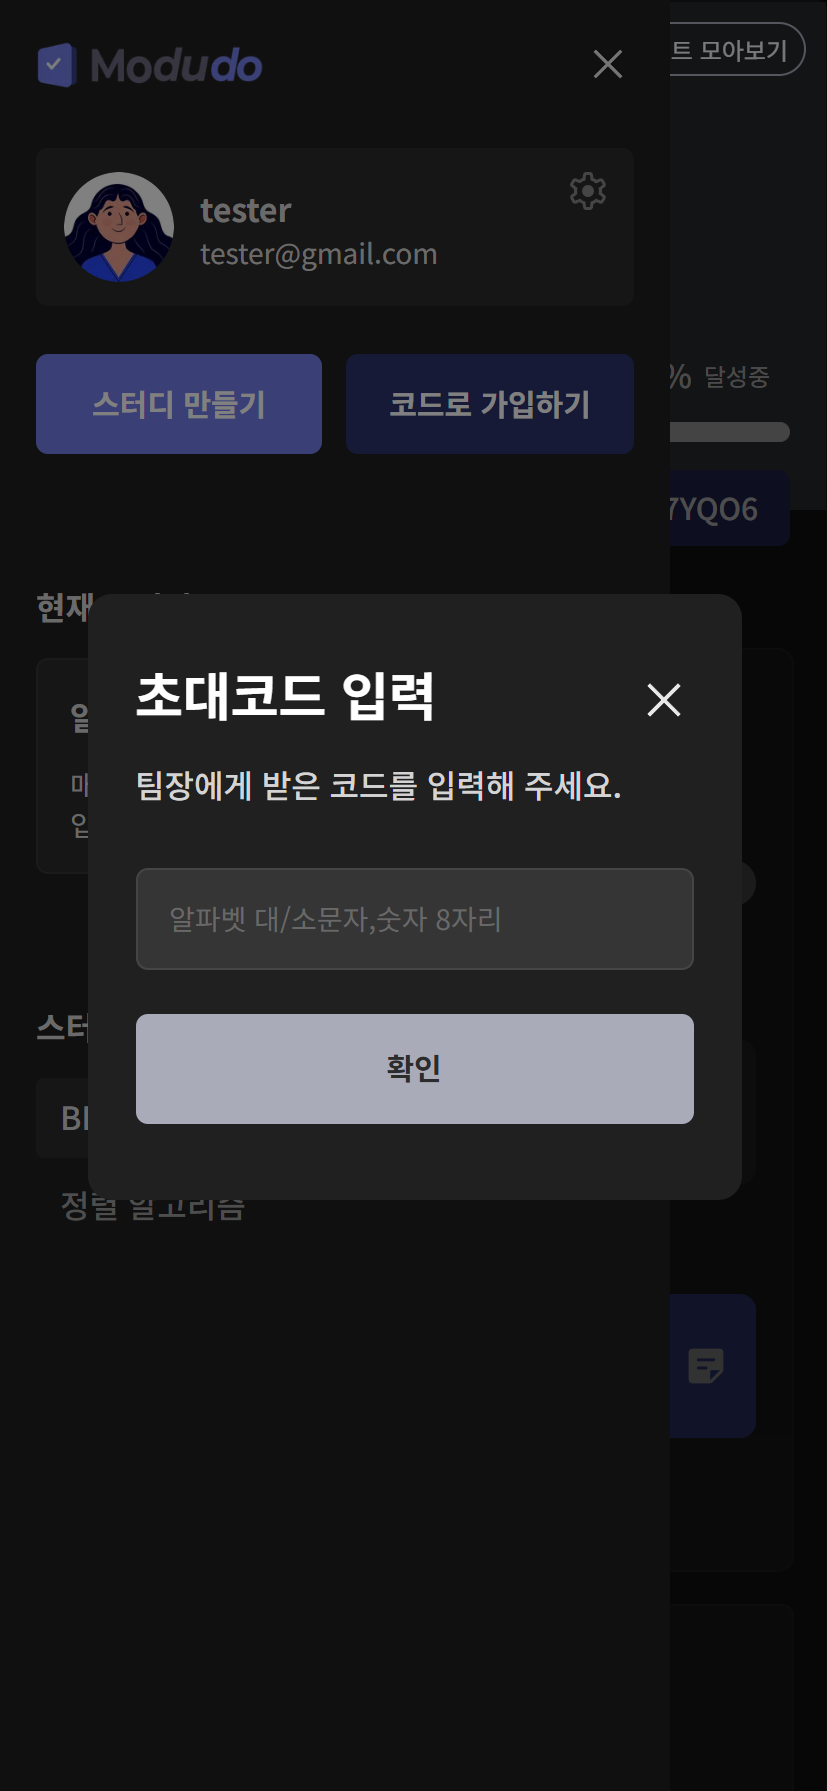 Modudo
트 모아보기
tester
tester@gmail.com
% 달성중
스터디 만들기
코드로 가입하기
7YQO6
현재
초대코드 입력
팀장에게 받은 코드를 입력해 주세요.
알파벳 대/소문자,숫자 8자리
스터
확인
정렬 알고리즘